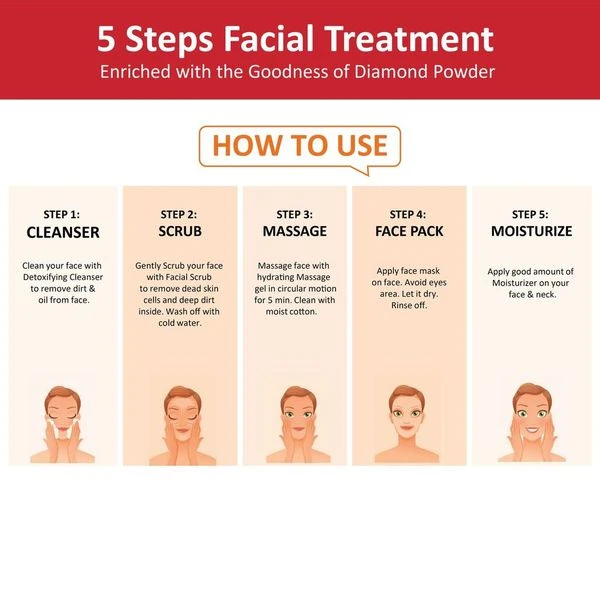 5 Steps Facial Treatment
Enriched with the Goodness of Diamond Powder
HOW TO USE
STEP 1:
CLEANSER
Clean your face with
Detoxifying Cleanser
to remove dirt &
oil from face.
STEP 2:
SCRUB
Gently Scrub your face
with Facial Scrub
to remove dead skin
cells and deep dirt
inside. Wash off with
cold water.
STEP 3:
MASSAGE
Massage face with
hydrating Massage
gel in circular motion
for 5 min. Clean with
moist cotton.
STEP 4:
FACE PACK
Apply face mask
on face. Avoid eyes
area. Let it dry.
Rinse off.
STEP 5:
MOISTURIZE
Apply good amount of
Moisturizer on your
face & neck.